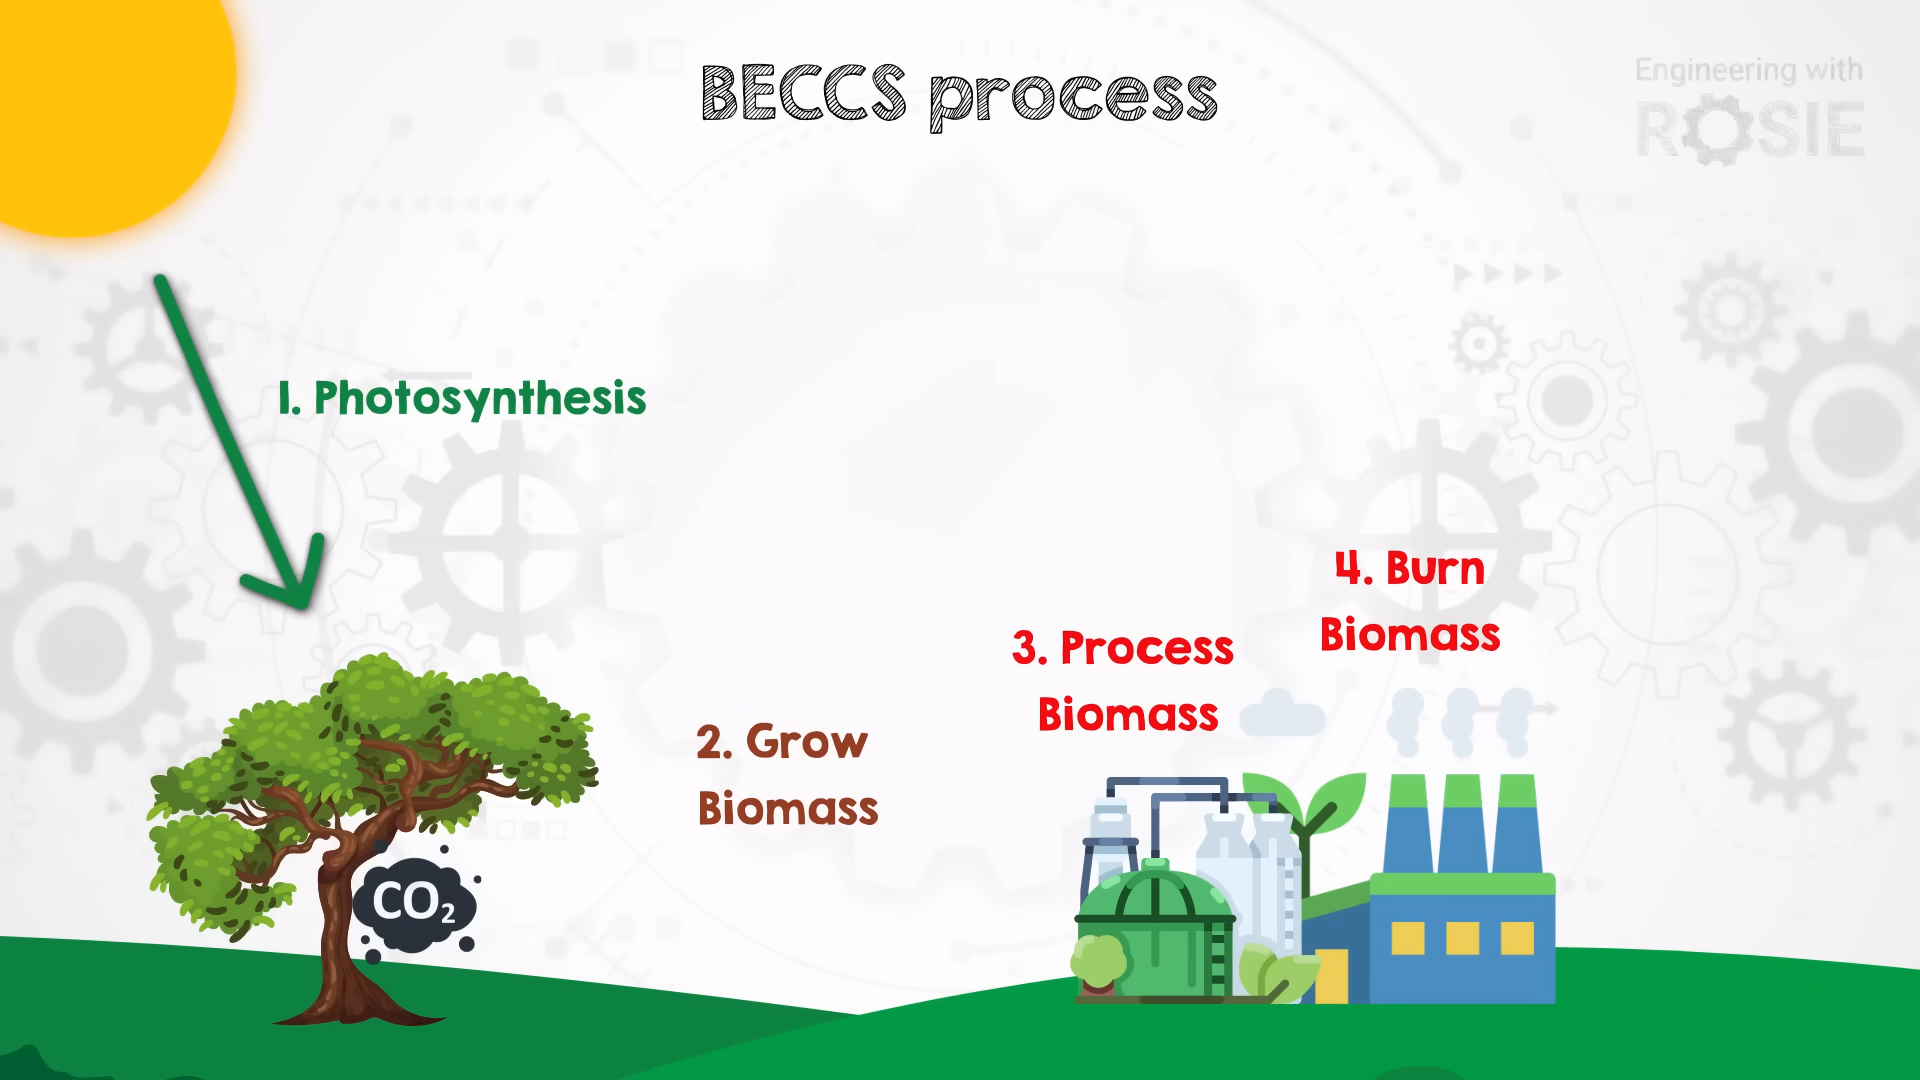 BECCS process
Engineering with
ROSIE
1. Photosynthesis
2. Grow
Biomass
3. Process
Biomass
4. Burn
Biomass
CO₂